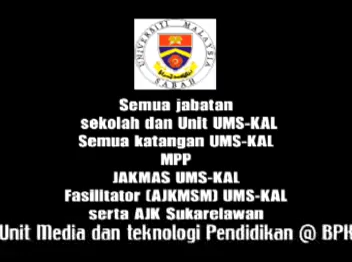 UNIVERSITI MALAYSIA
SABAH
Semua jabatan
sekolah dan Unit UMS-KAL
Semua katangan UMS-KAL
MPP
JAKMAS UMS-KAL
Fasilitator (AJKMSM) UMS-KAL
serta AJK Sukarelawan
Unit Media dan teknologi Pendidikan @ BPK